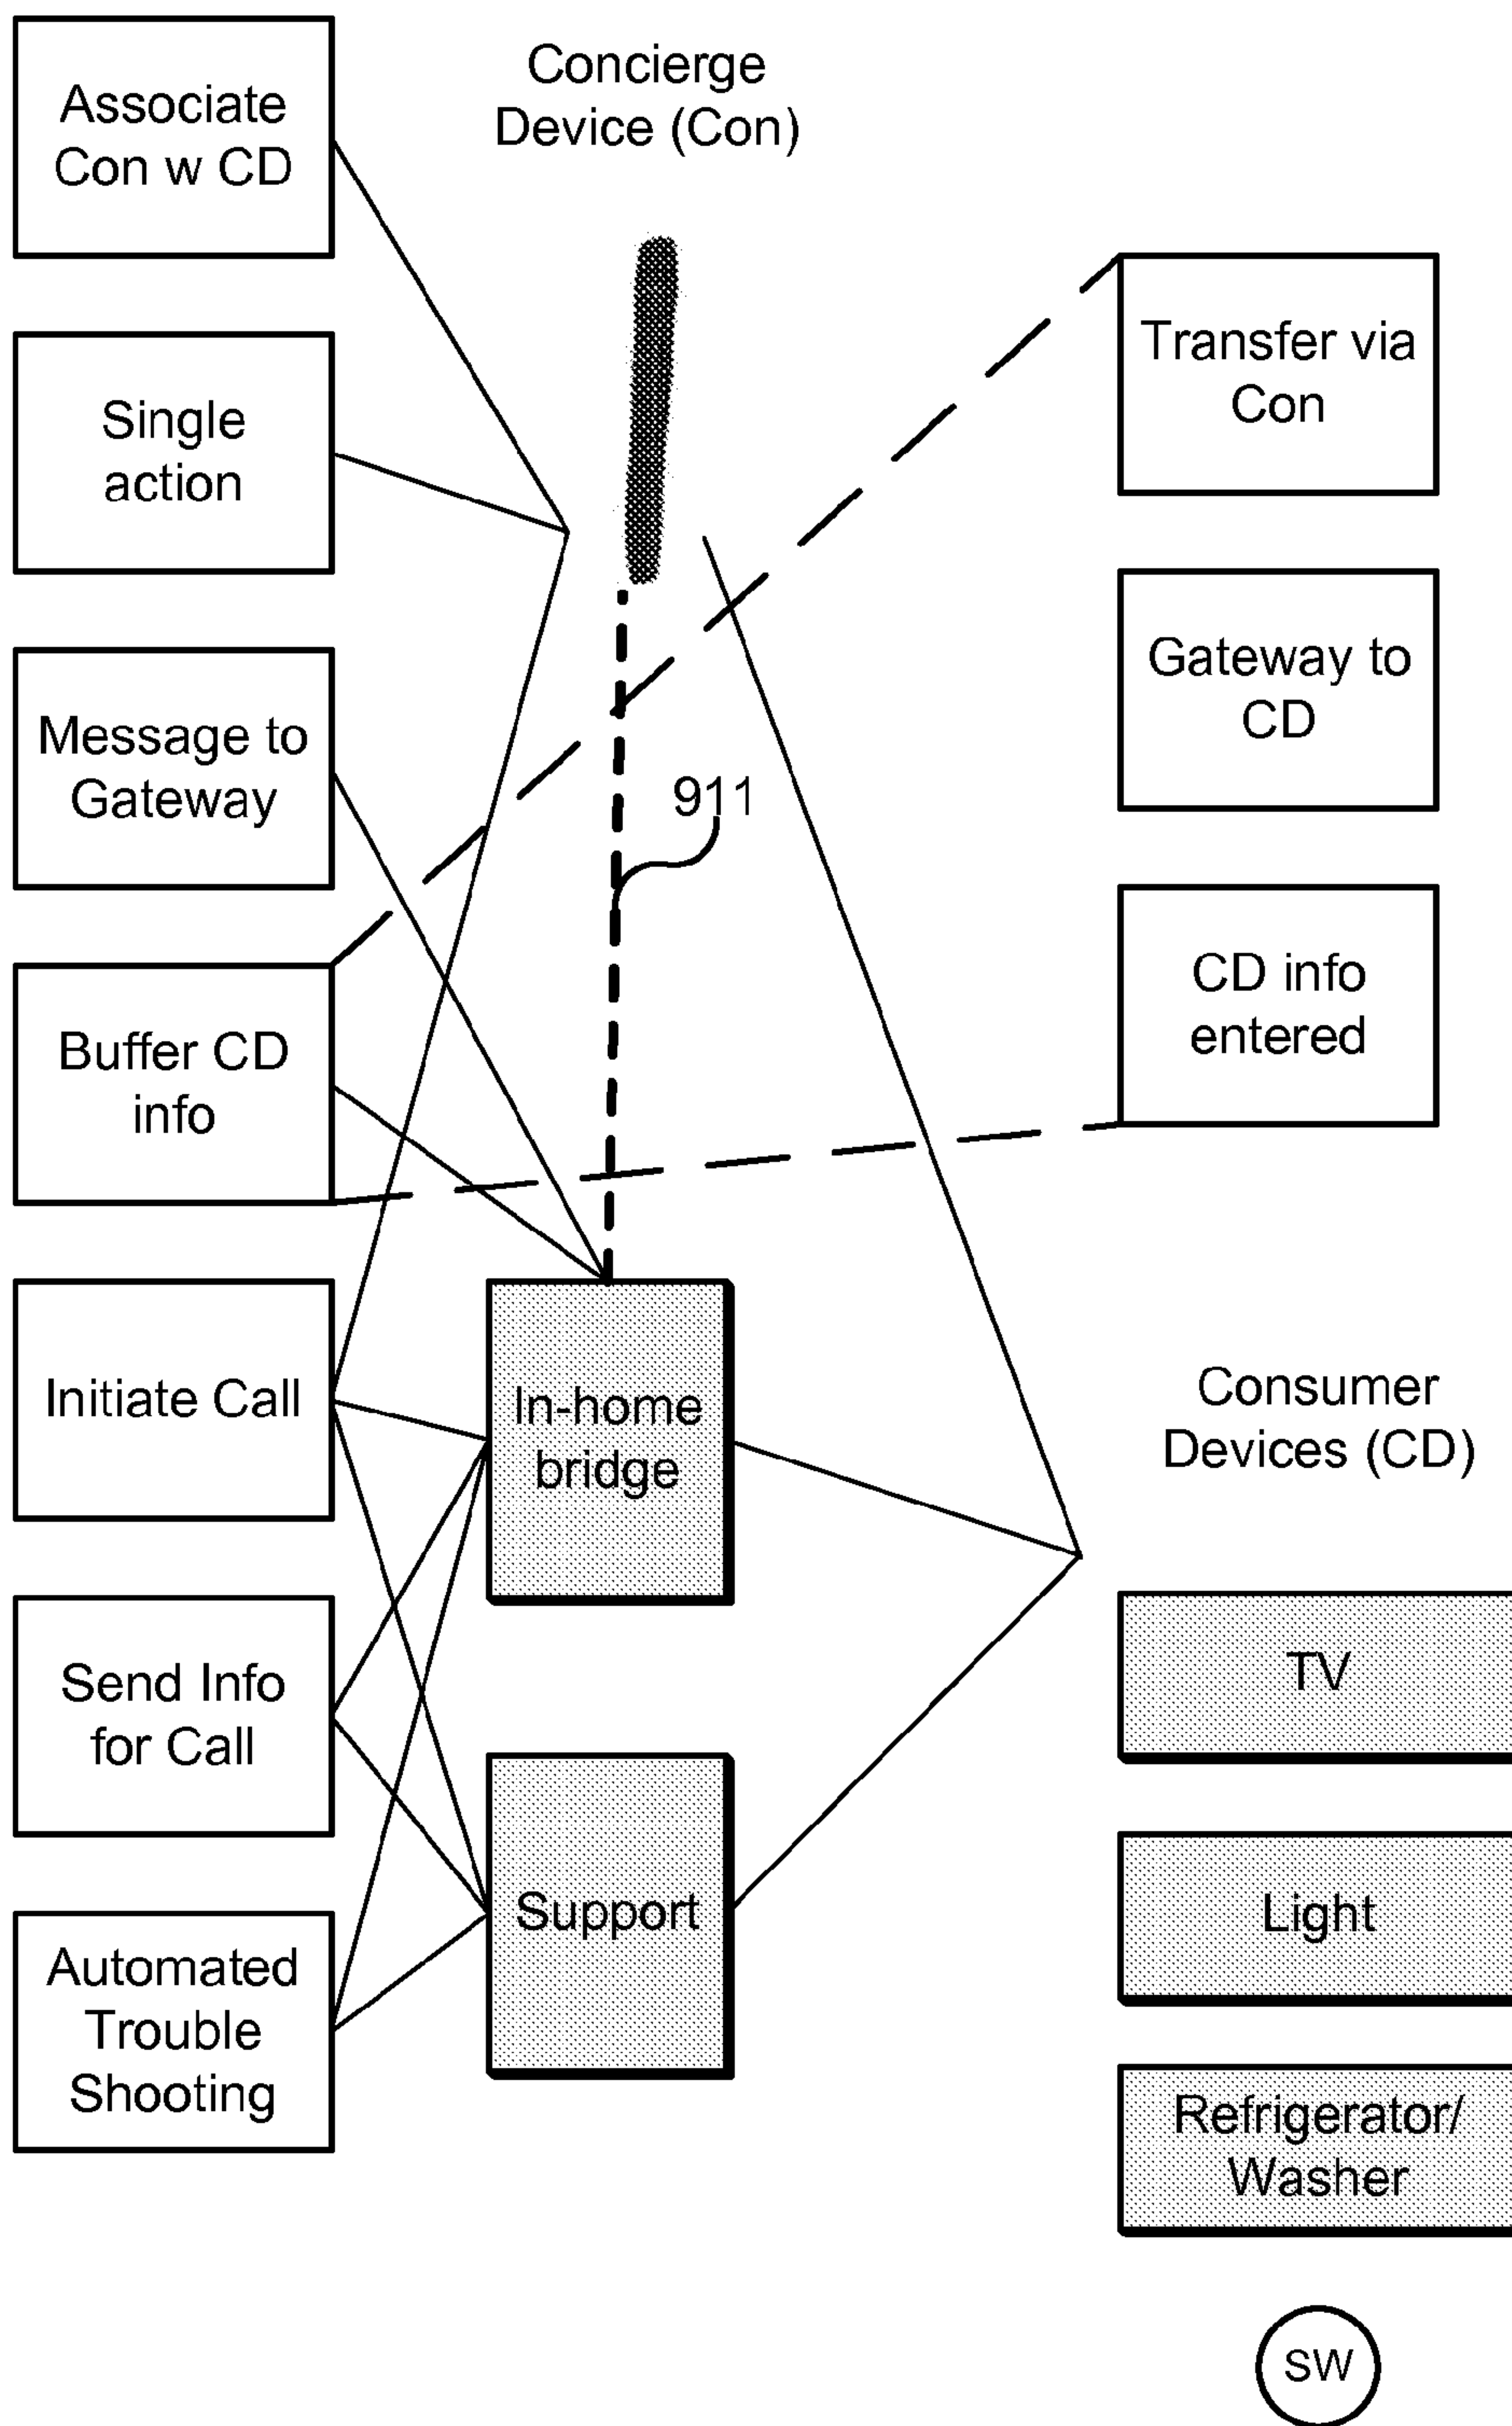 Associate
Con w CD
Single
action
Message to
Gateway
Buffer CD
info
Initiate Call
Send Info
for Call
Automated
Trouble
Shooting
Concierge
Device (Con)
911
In-home
bridge
Support
Transfer via
Con
Gateway to
CD
CD info
entered
Consumer
Devices (CD)
TV
Light
Refrigerator/
Washer
SW